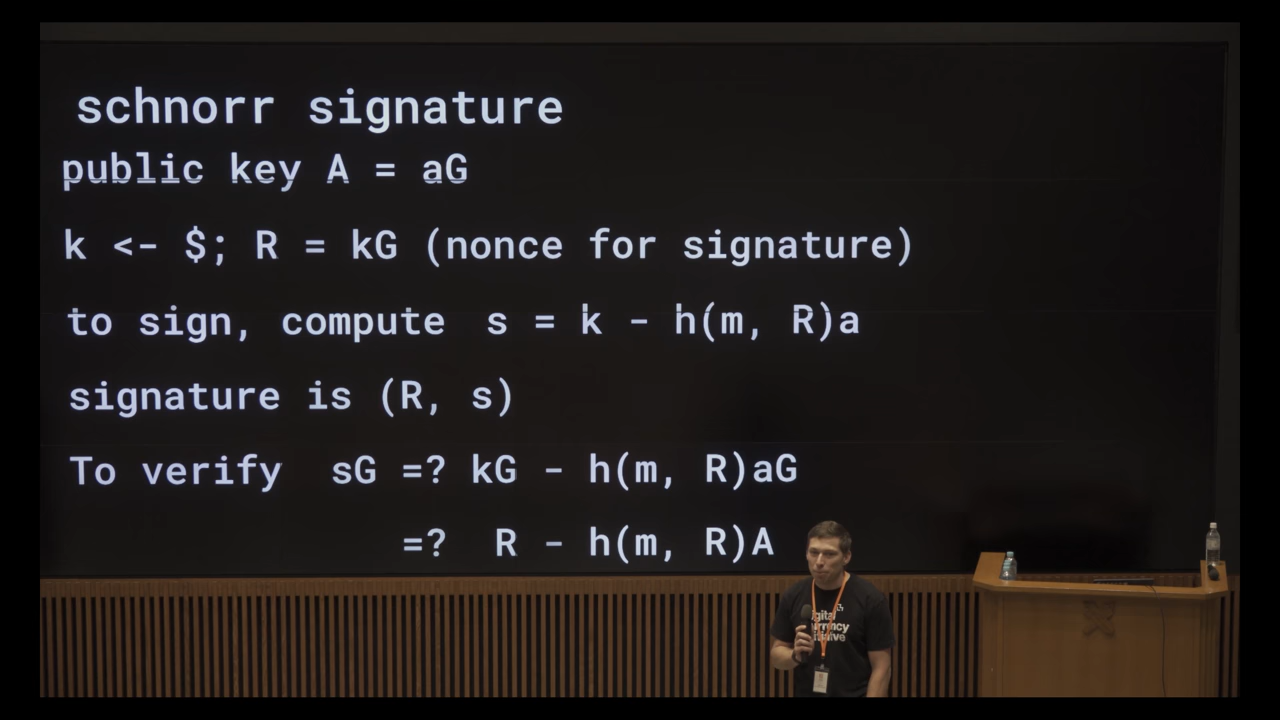 schnorr signature
public key A = aG
k <- $; R = kG (nonce for signature)
to sign, compute s = k - h(m, R)a
signature is (R, s)
To verify sG =? kG - h(m, R)aG
=? R - h(m, R)A